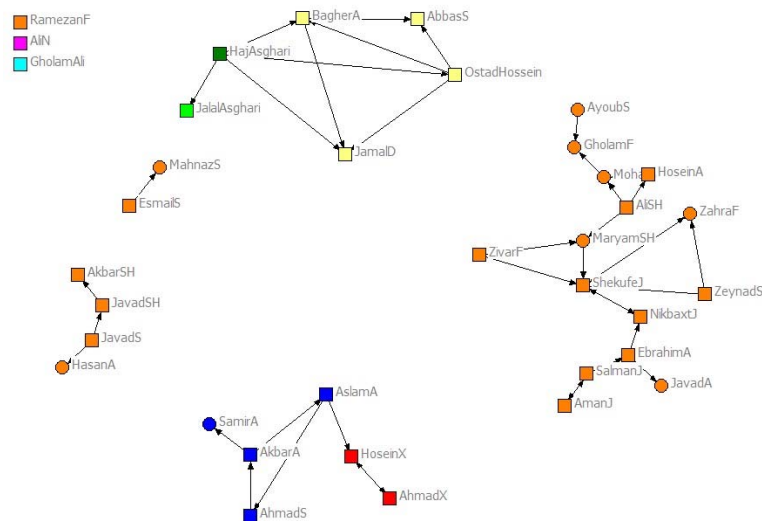 RamezanF
AliN
GholamAli
BagherA
AbbasS
HajAsghari
OstadHossein
JalalAsghari
JamalD
AyoubS
GholamF
MahnazS
Moha
HoseinA
EsmailS
AliSH
ZahraF
MaryamSH
ZivarF
AkbarSH
ShekufeJ
ZeynadS
JavadSH
NikbaxtJ
JavadS
EbrahimA
HasanA
SalmanJ
JavadA
AslamA
AmanJ
SamirA
AkbarA
HoseinX
AhmadX
AhmadS